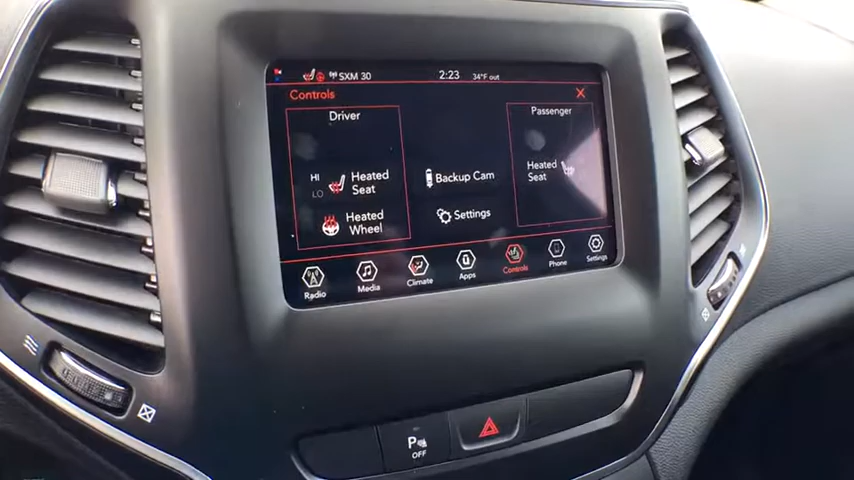 SXM 30 2:23 34°F out
Controls
Driver
HI
LO
Heated
Seat
Heated
Wheel
Backup Cam
Settings
Passenger
Heated
Seat
Radio Media Climate Apps Controls Phone Settings
P
OFF